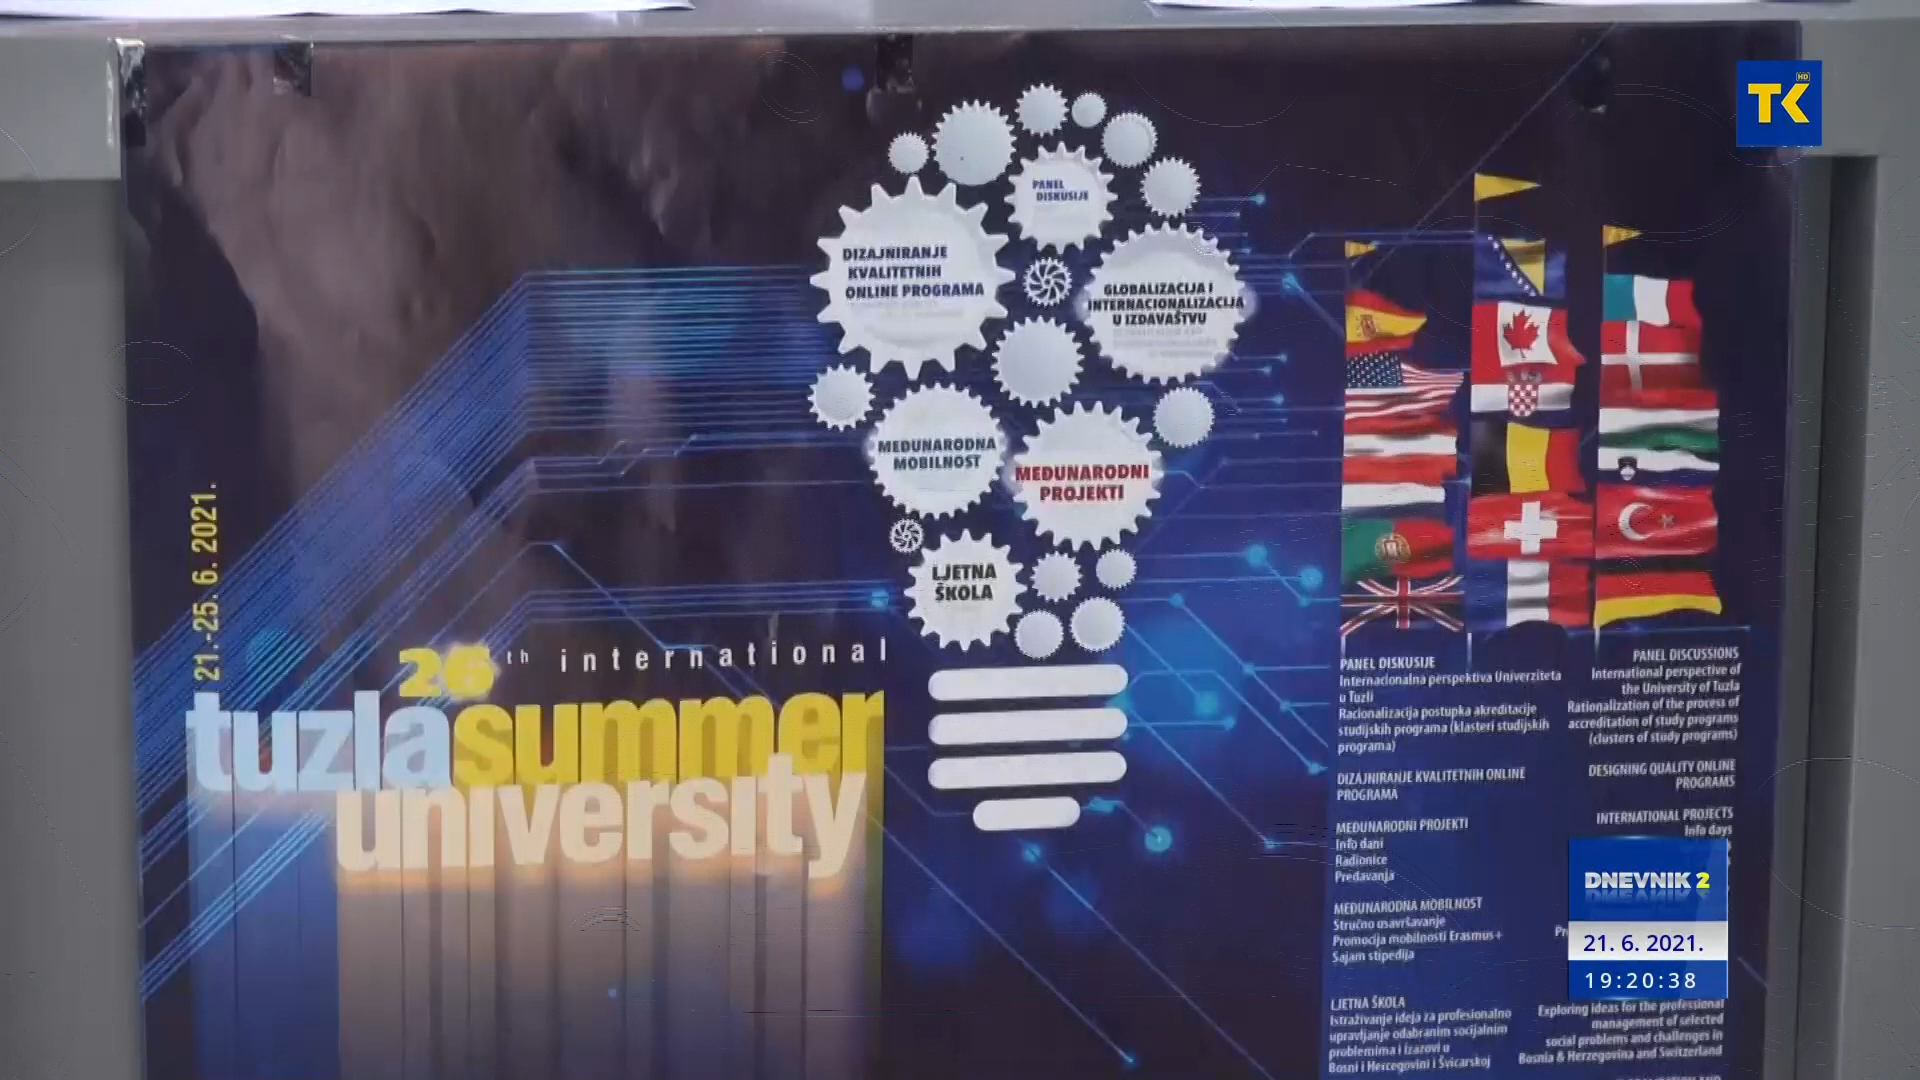 TK HD
PANEL
DISKUSIJE
DIZAJNIRANJE
KVALITETNIH
ONLINE PROGRAMA
GLOBALIZACIJA I
INTERNACIONALIZACIJA
U IZDAVAŠTVU
MEĐUNARODNA
MOBILNOST
MEĐUNARODNI
PROJEKTI
LJETNA
ŠKOLA
21.-25. 6. 2021.
26th international
tuzlasummer
university
PANEL DISKUSIJE
Internacionalna perspektiva Univerziteta
u Tuzli
Racionalizacija postupka akreditacije
studijskih programa (klasteri studijskih
programa)
DIZAJNIRANJE KVALITETNIH ONLINE
PROGRAMA
MEĐUNARODNI PROJEKTI
Info dani
Radionice
Predavanja
MEĐUNARODNA MOBILNOST
Stručno usavršavanje
Promocija mobilnosti Erasmus+
Sajam stipedija
LJETNA ŠKOLA
Istraživanje ideja za profesionalno
upravljanje odabranim socijalnim
problemima i izazovi u
Bosni i Hercegovini i Švicarskoj
PANEL DISCUSSIONS
International perspective of
the University of Tuzla
Rationalization of the process of
accreditation of study programs
(clusters of study programs)
DESIGNING QUALITY ONLINE
PROGRAMS
INTERNATIONAL PROJECTS
Info days
Exploring ideas for the professional
management of selected
social problems and challenges in
Bosnia & Herzegovina and Switzerland
DNEVNIK 2
21. 6. 2021.
19:20:38